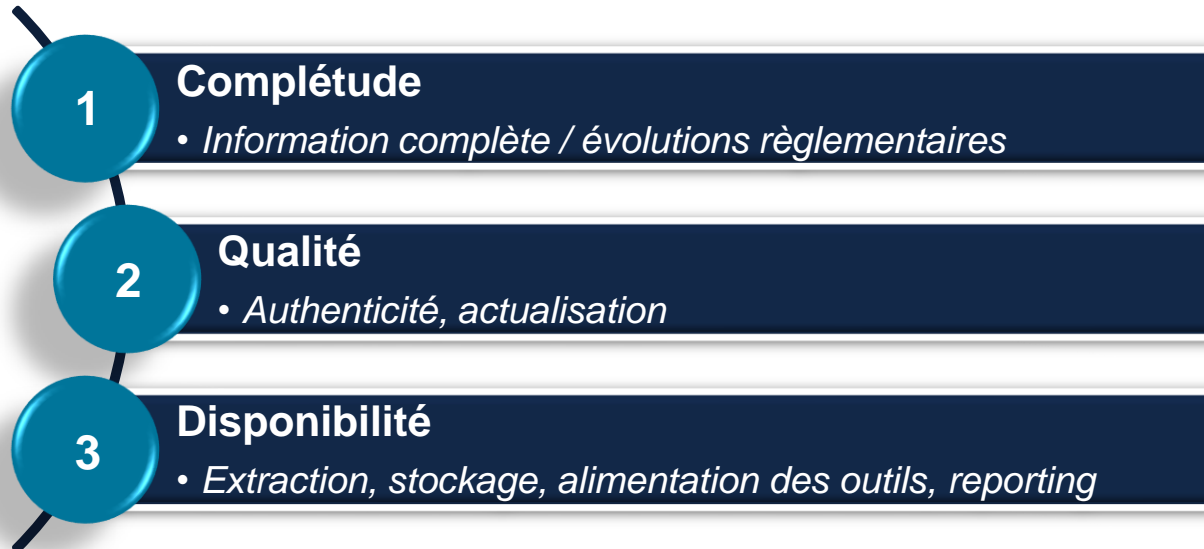 1
Complétude
• Information complète / évolutions règlementaires
2
Qualité
• Authenticité, actualisation
3
Disponibilité
• Extraction, stockage, alimentation des outils, reporting